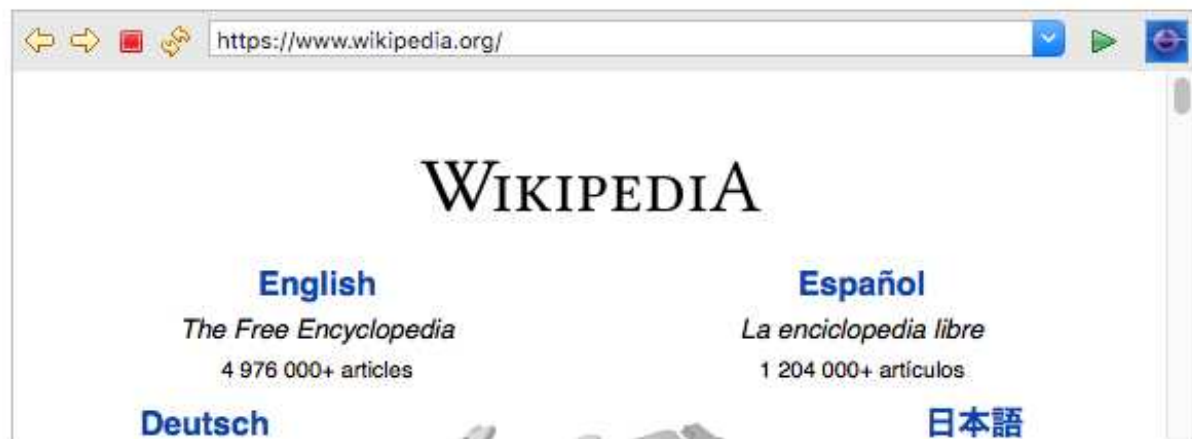 https://www.wikipedia.org/
WIKIPEDIA
English
The Free Encyclopedia
4 976 000+ articles
Español
La enciclopedia libre
1 204 000+ artículos
Deutsch
日本語